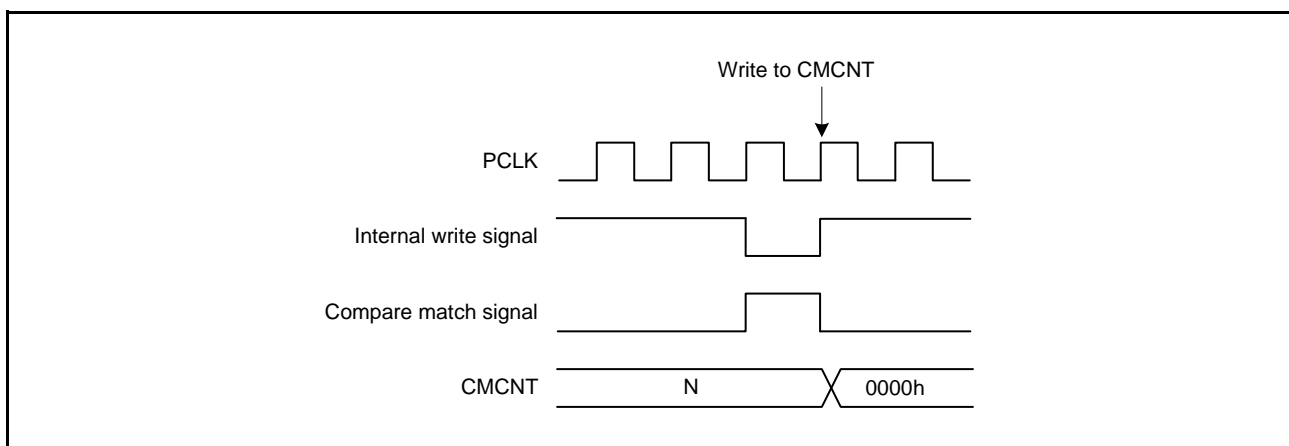 Write to CMCNT
PCLK
Internal write signal
Compare match signal
CMCNT
N
0000h